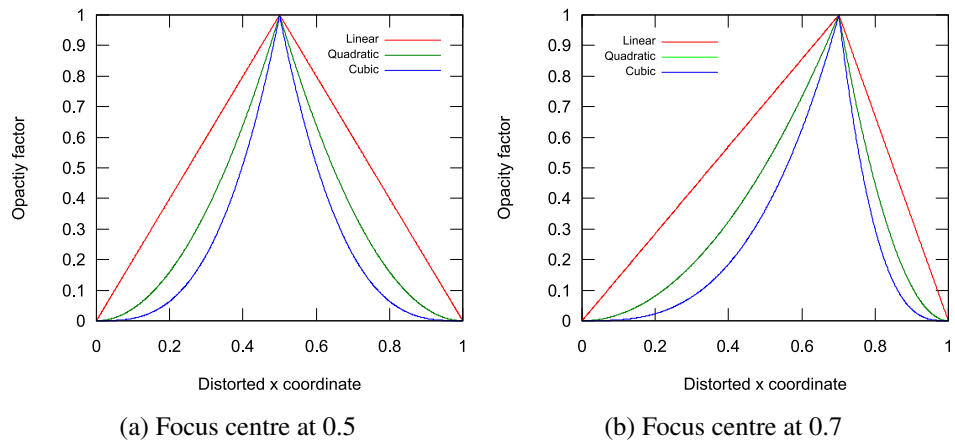 1
0.9
0.8
0.7
0.6
0.5
0.4
0.3
0.2
0.1
0
Opactiy factor
Linear
Quadratic
Cubic
0 0.2 0.4 0.6 0.8 1
Distorted x coordinate
(a) Focus centre at 0.5
1
0.9
0.8
0.7
0.6
0.5
0.4
0.3
0.2
0.1
0
Opacity factor
Linear
Quadratic
Cubic
0 0.2 0.4 0.6 0.8 1
Distorted x coordinate
(b) Focus centre at 0.7